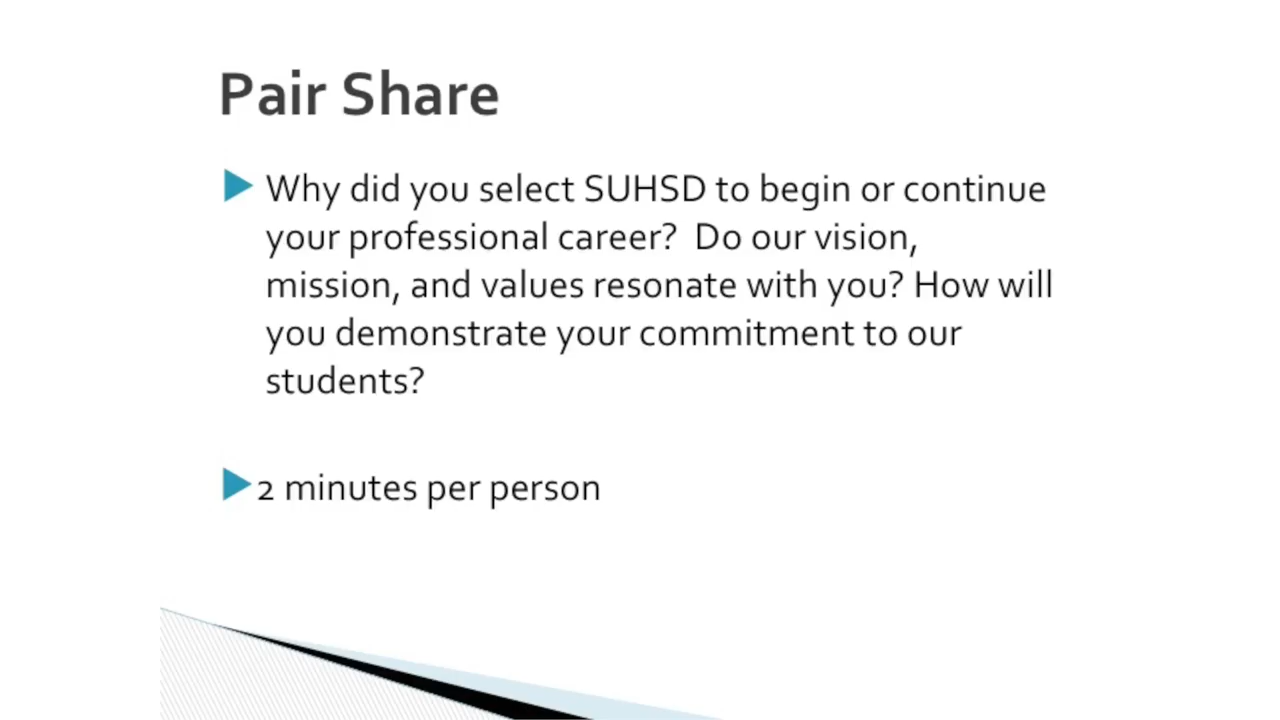 Pair Share
Why did you select SUHSD to begin or continue
your professional career?  Do our vision,
mission, and values resonate with you? How will
you demonstrate your commitment to our
students?
2 minutes per person